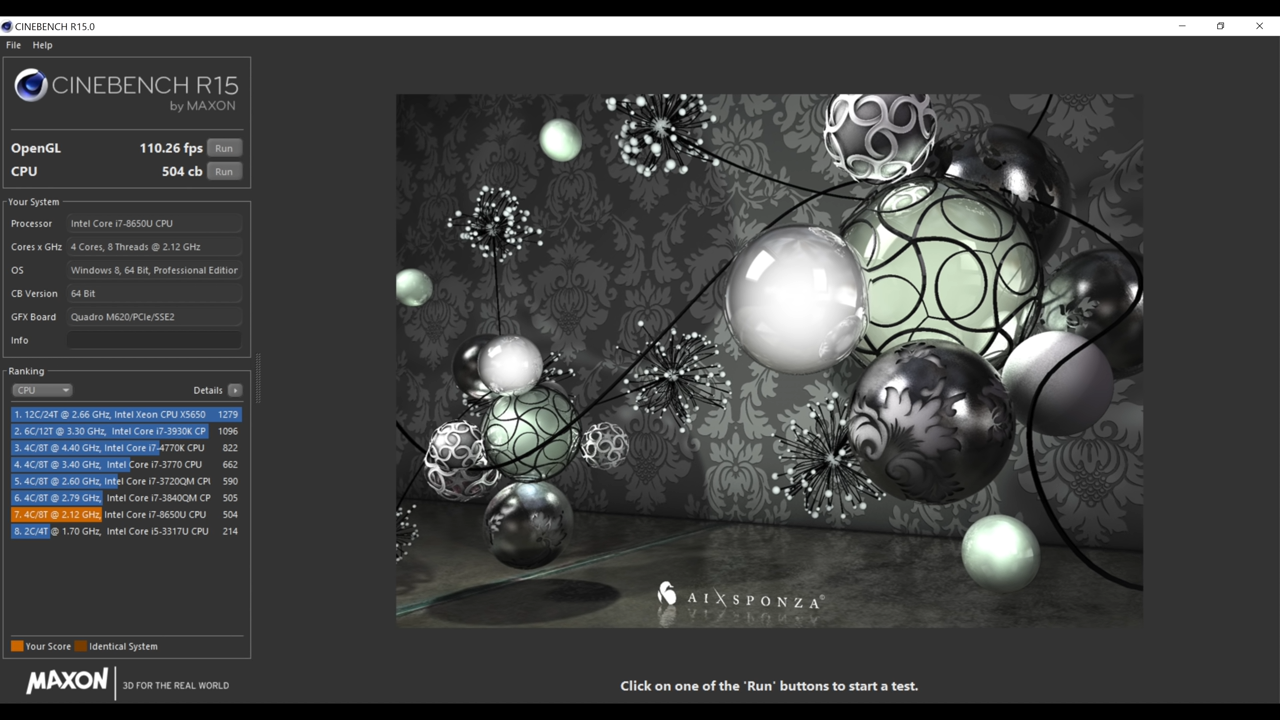 CINEBENCH R15.0
File Help
CINEBENCH R15
by MAXON
OpenGL 110.26 fps Run
CPU 504 cb Run
Your System
Processor Intel Core i7-8650U CPU
Cores x GHz 4 Cores, 8 Threads @ 2.12 GHz
OS Windows 8, 64 Bit, Professional Edition
CB Version 64 Bit
GFX Board Quadro M620/PCIe/SSE2
Info
Ranking
CPU Details
1. 12C/24T @ 2.66 GHz, Intel Xeon CPU X5650 1279
2. 6C/12T @ 3.30 GHz, Intel Core i7-3930K CP 1096
3. 4C/8T @ 4.40 GHz, Intel Core i7-4770K CPU 822
4. 4C/8T @ 3.40 GHz, Intel Core i7-3770 CPU 662
5. 4C/8T @ 2.60 GHz, Intel Core i7-3720QM CPI 590
6. 4C/8T @ 2.79 GHz, Intel Core i7-3840QM CP 505
7. 4C/8T @ 2.12 GHz, Intel Core i7-8650U CPU 504
8. 2C/4T @ 1.70 GHz, Intel Core i5-3317U CPU 214
Your Score Identical System
MAXON 3D FOR THE REAL WORLD
AIXSPONZA©
Click on one of the 'Run' buttons to start a test.